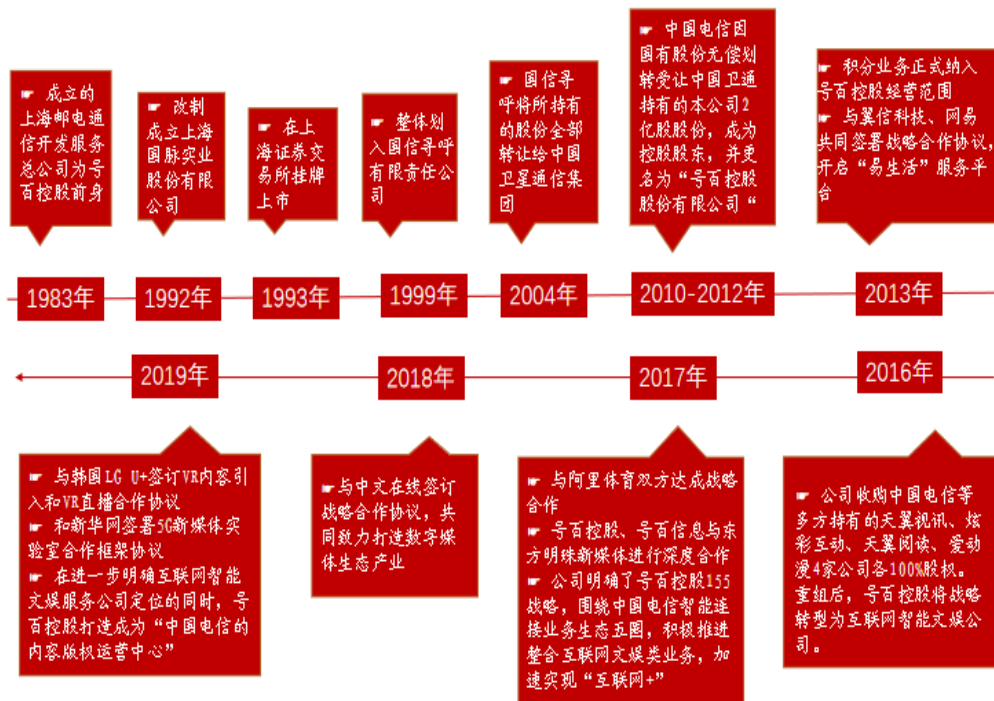 ☛ 成立的
上海邮电通
信开发服务
总公司为号
百控股前身
☛ 改制
成立上海
国脉实业
股份有限
公司
☛ 在上
海证券交
易所挂牌
上市
☛ 整体划
入国信寻呼
有限责任公
司
☛ 国信寻
呼将所持有
的股份全部
转让给中国
卫星通信集
团
☛ 中国电信因
国有股份无偿划
转受让中国卫通
持有的本公司2
亿股股份，成为
控股股东，并更
名为“号百控股
股份有限公司“
☛ 积分业务正式纳入
号百控股经营范围
☛ 与翼信科技、网易
共同签署战略合作协议，
开启“易生活”服务平
台
1983年
1992年
1993年
1999年
2004年
2010-2012年
2013年
2019年
2018年
2017年
2016年
☛ 与韩国LG U+签订VR内容引
入和VR直播合作协议
☛ 和新华网签署5G新媒体实
验室合作框架协议
☛ 在进一步明确互联网智能
文娱服务公司定位的同时，号
百控股打造成为“中国电信的
内容版权运营中心”
☛与中文在线签订
战略合作协议，共
同致力打造数字媒
体生态产业
☛ 与阿里体育双方达成战略
合作
☛ 号百控股、号百信息与东
方明珠新媒体进行深度合作
☛ 公司明确了号百控股155
战略，围绕中国电信智能连
接业务生态五圈，积极推进
整合互联网文娱类业务，加
速实现“互联网+”
☛ 公司收购中国电信等
多方持有的天翼视讯、炫
彩互动、天翼阅读、爱动
漫4家公司各100%股权。
重组后，号百控股将战略
转型为互联网智能文娱公
司。